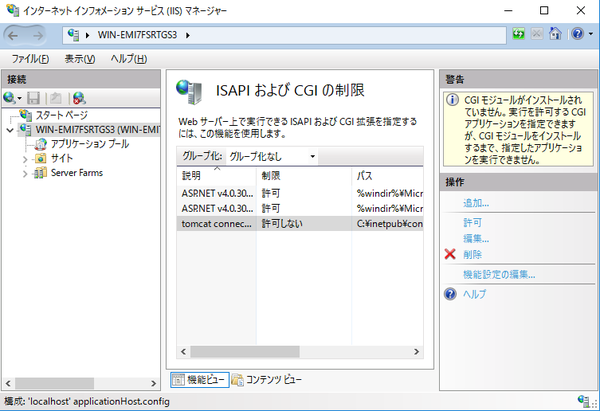 インターネット インフォメーション サービス (IIS) マネージャー
WIN-EMI7FSRTGS3
ファイル(F) 表示(V) ヘルプ(H)
接続
スタート ページ
WIN-EMI7FSRTGS3 (WIN-EMI
アプリケーション プール
サイト
Server Farms
ISAPI および CGI の制限
Web サーバー上で実行できる ISAPI および CGI 拡張を指定する
には、この機能を使用します。
グループ化: グループ化なし
説明 制限 パス
ASP.NET v4.0.30... 許可 %windir%¥Micr
ASP.NET v4.0.30... 許可 %windir%¥Micr
tomcat connec... 許可しない C:¥inetpub¥con
機能ビュー コンテンツ ビュー
警告
CGI モジュールがインストールされ
ていません。実行を許可する CGI
アプリケーションを指定できます
が、CGI モジュールをインストール
するまで、指定したアプリケーション
を実行できません。
操作
追加...
許可
編集...
削除
機能設定の編集...
ヘルプ
構成: 'localhost' applicationHost.config